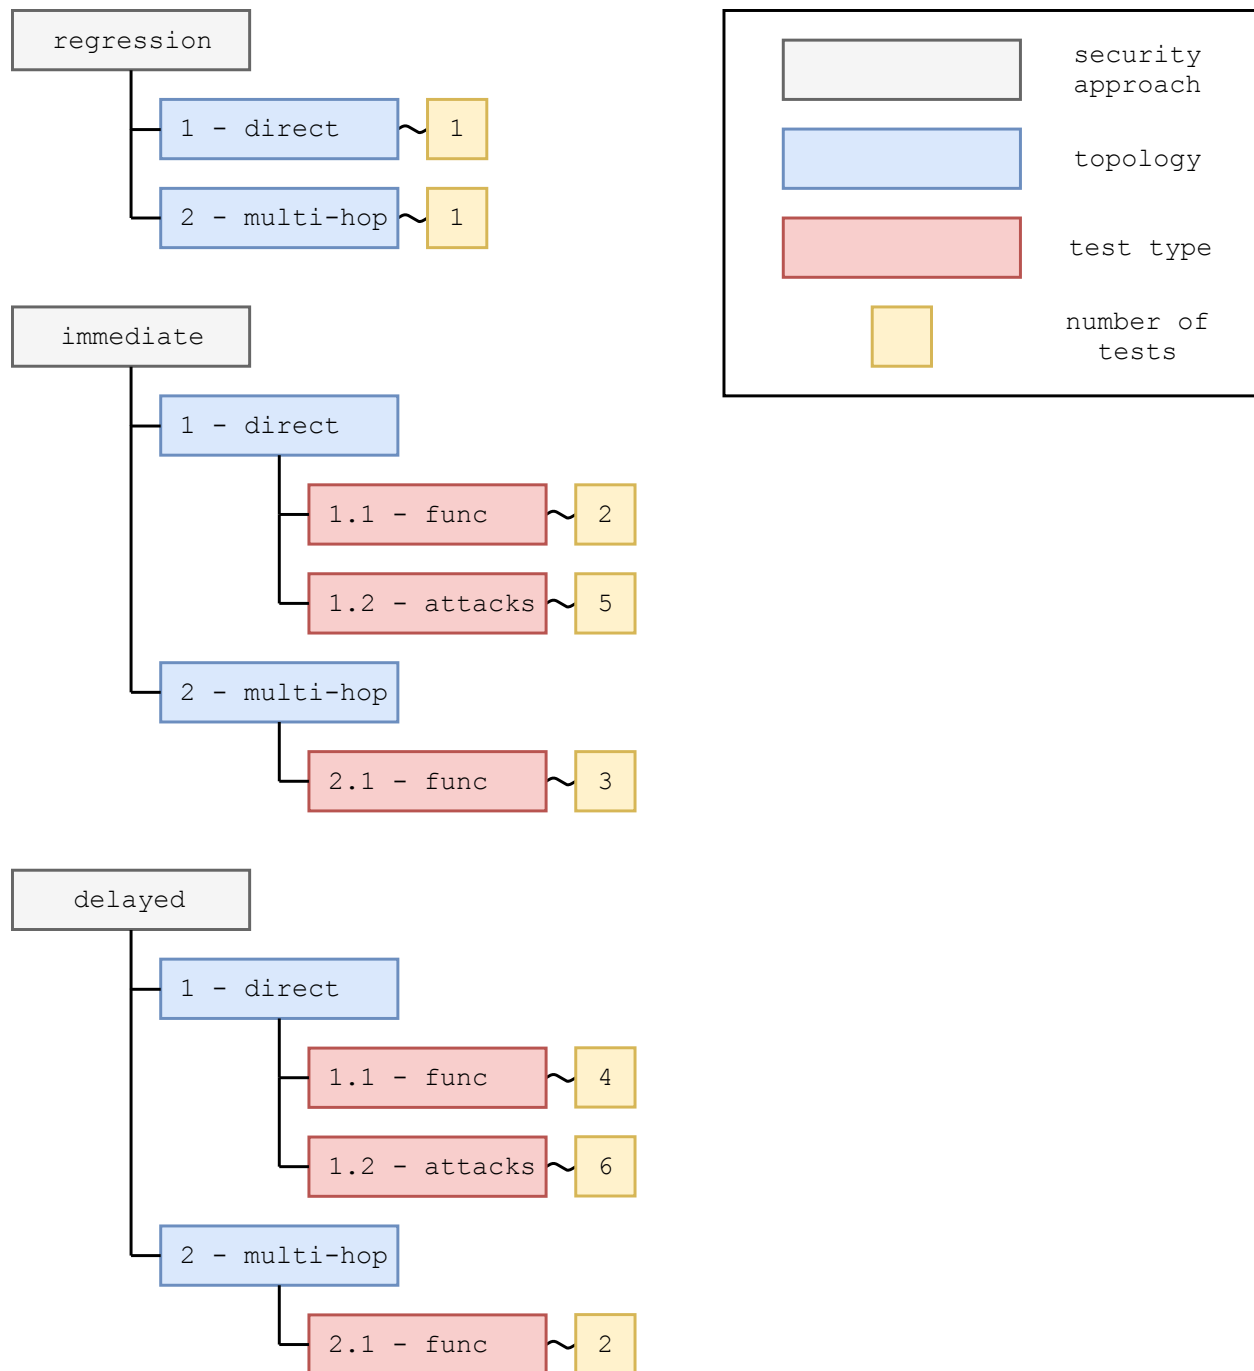 regression
1 - direct
1
2 - multi-hop
1
immediate
1 - direct
1.1 - func
2
1.2 - attacks
5
2 - multi-hop
2.1 - func
3
delayed
1 - direct
1.1 - func
4
1.2 - attacks
6
2 - multi-hop
2.1 - func
2
security
approach
topology
test type
number of
tests